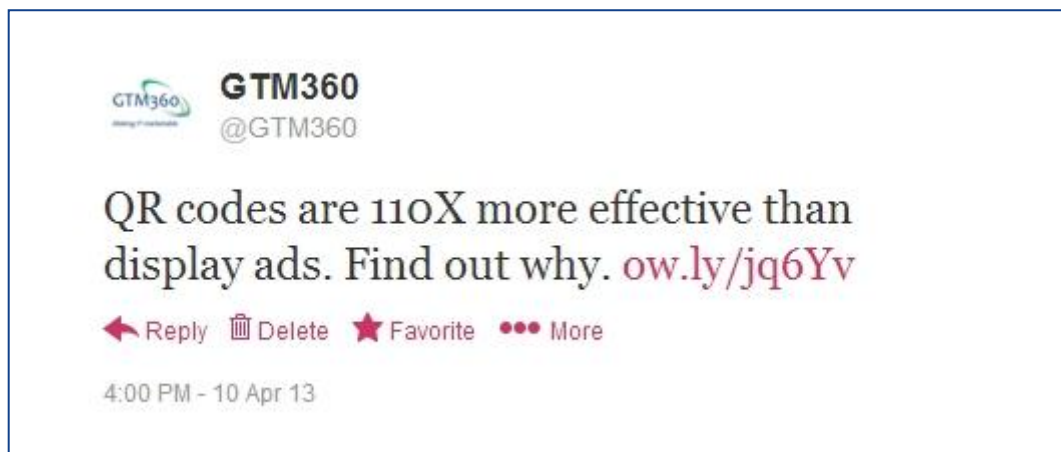 GTM360
GTM360
@GTM360
QR codes are 110X more effective than
display ads. Find out why. ow.ly/jq6Yv
Reply Delete Favorite More
4:00 PM - 10 Apr 13